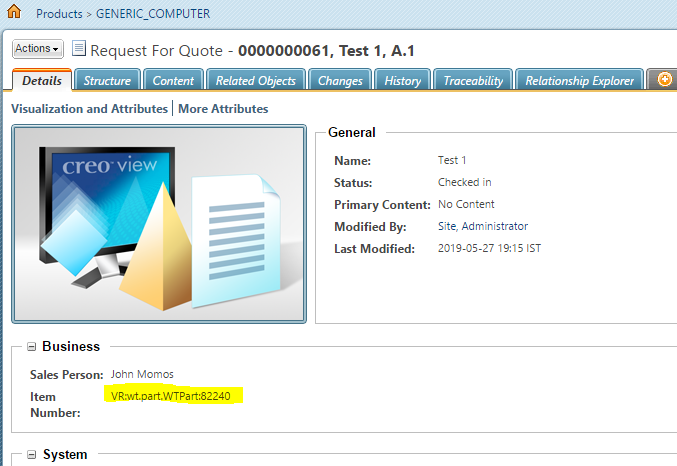 Products > GENERIC_COMPUTER
Actions Request For Quote - 0000000061, Test 1, A.1
Details Structure Content Related Objects Changes History Traceability Relationship Explorer
Visualization and Attributes | More Attributes
creo view
General
Name: Test 1
Status: Checked in
Primary Content: No Content
Modified By: Site, Administrator
Last Modified: 2019-05-27 19:15 IST
Business
Sales Person: John Momos
Item Number: VR:wt.part.WTPart:82240
System